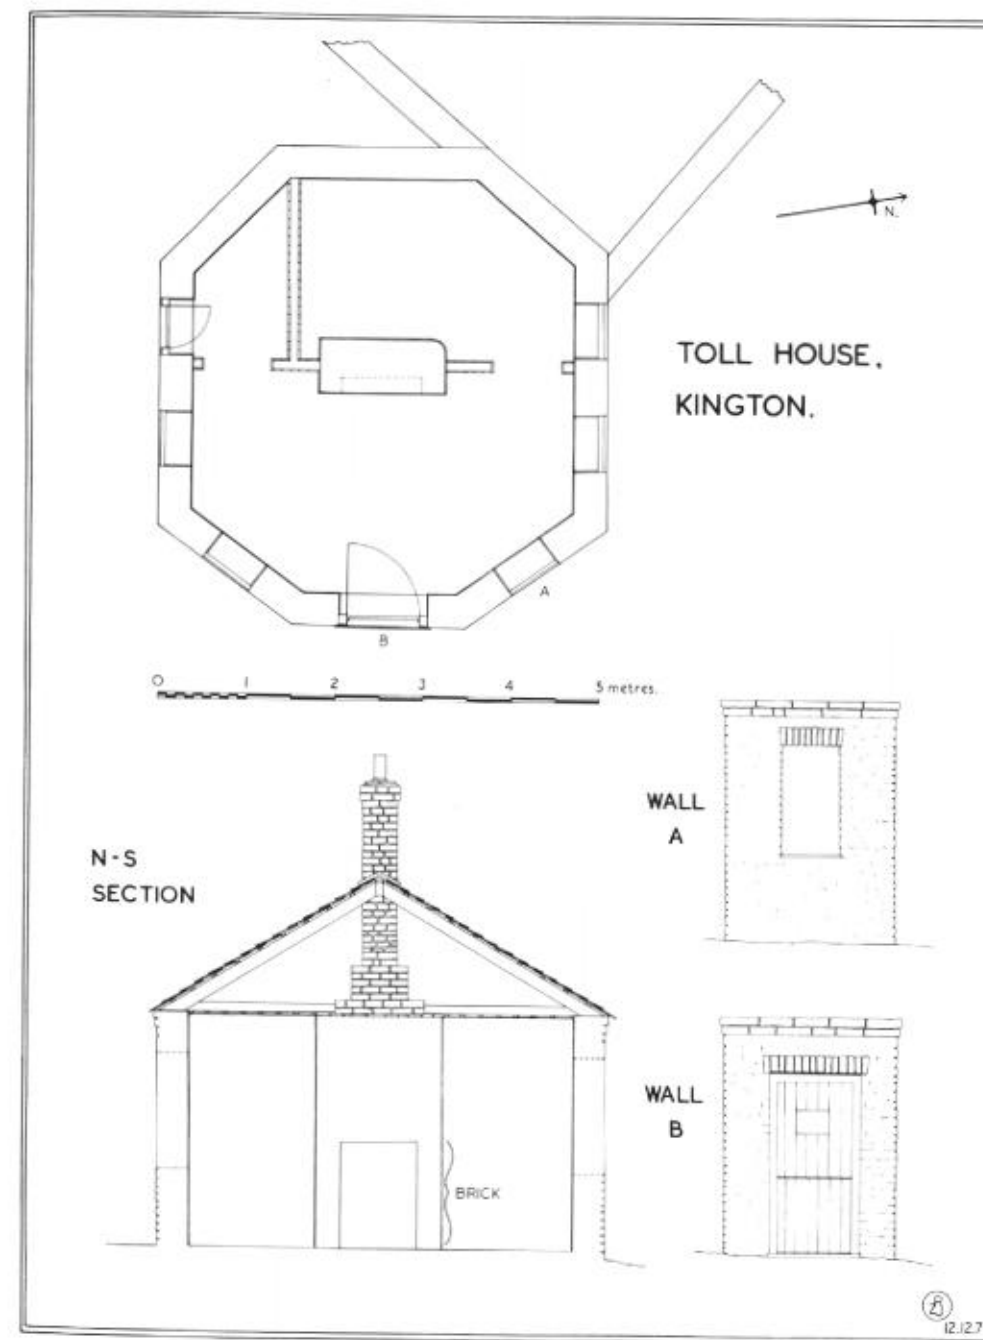 N.
TOLL HOUSE,
KINGTON.
A
B
0 1 2 3 4 5 metres.
N-S
SECTION
WALL
A
BRICK
WALL
B
12.12.7